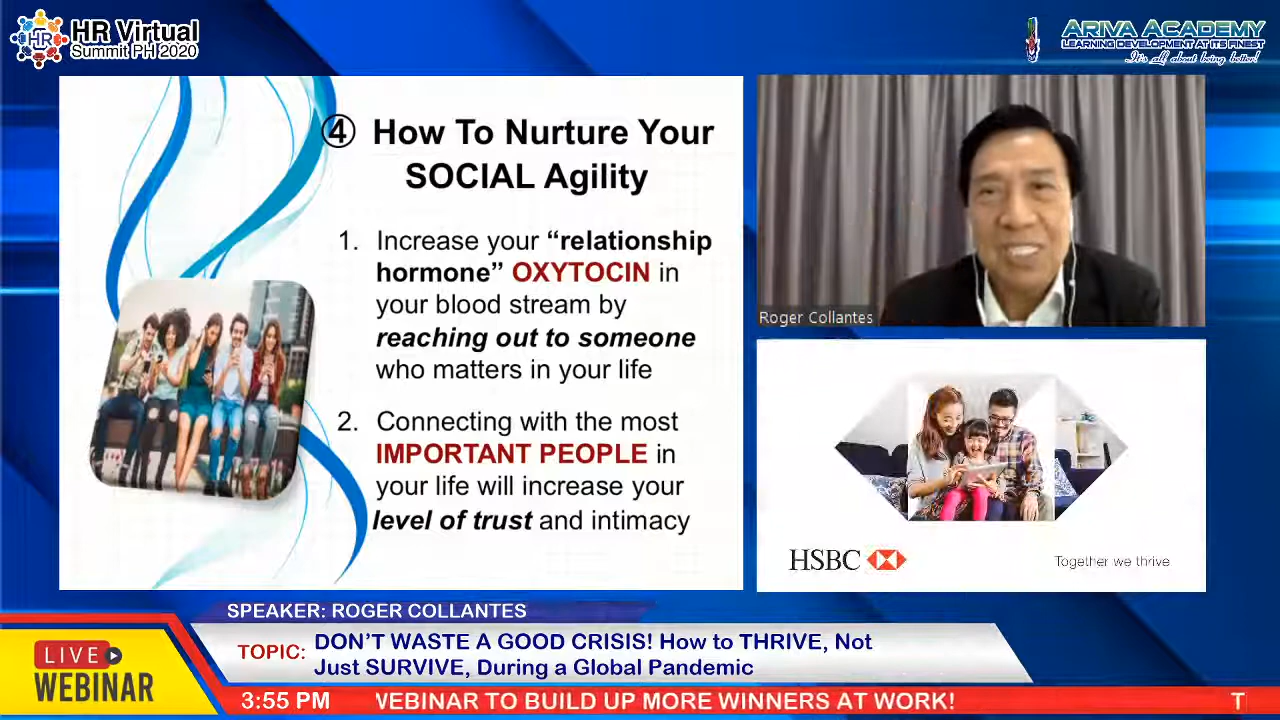 HR Virtual
Summit PH 2020
HR
ARIVA ACADEMY
LEARNING DEVELOPMENT AT ITS FINEST
It's all about being better!
④ How To Nurture Your
SOCIAL Agility
1. Increase your “relationship
hormone” OXYTOCIN in
your blood stream by
reaching out to someone
who matters in your life
2. Connecting with the most
IMPORTANT PEOPLE in
your life will increase your
level of trust and intimacy
Roger Collantes
HSBC
Together we thrive
SPEAKER: ROGER COLLANTES
TOPIC: DON'T WASTE A GOOD CRISIS! How to THRIVE, Not
Just SURVIVE, During a Global Pandemic
LIVE
WEBINAR
3:55 PM
WEBINAR TO BUILD UP MORE WINNERS AT WORK!
T